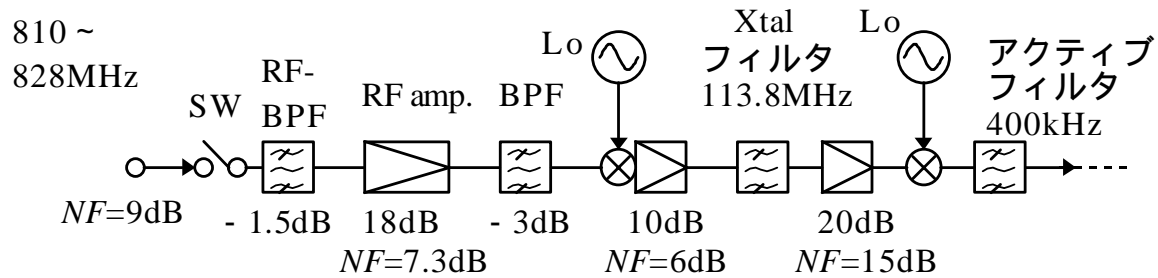 810 ~
828MHz
SW
RF-
BPF
RF amp.
BPF
Lo
Xtal
フィルタ
113.8MHz
Lo
アクティブ
フィルタ
400kHz
NF=9dB
- 1.5dB
18dB
NF=7.3dB
- 3dB
10dB
NF=6dB
20dB
NF=15dB